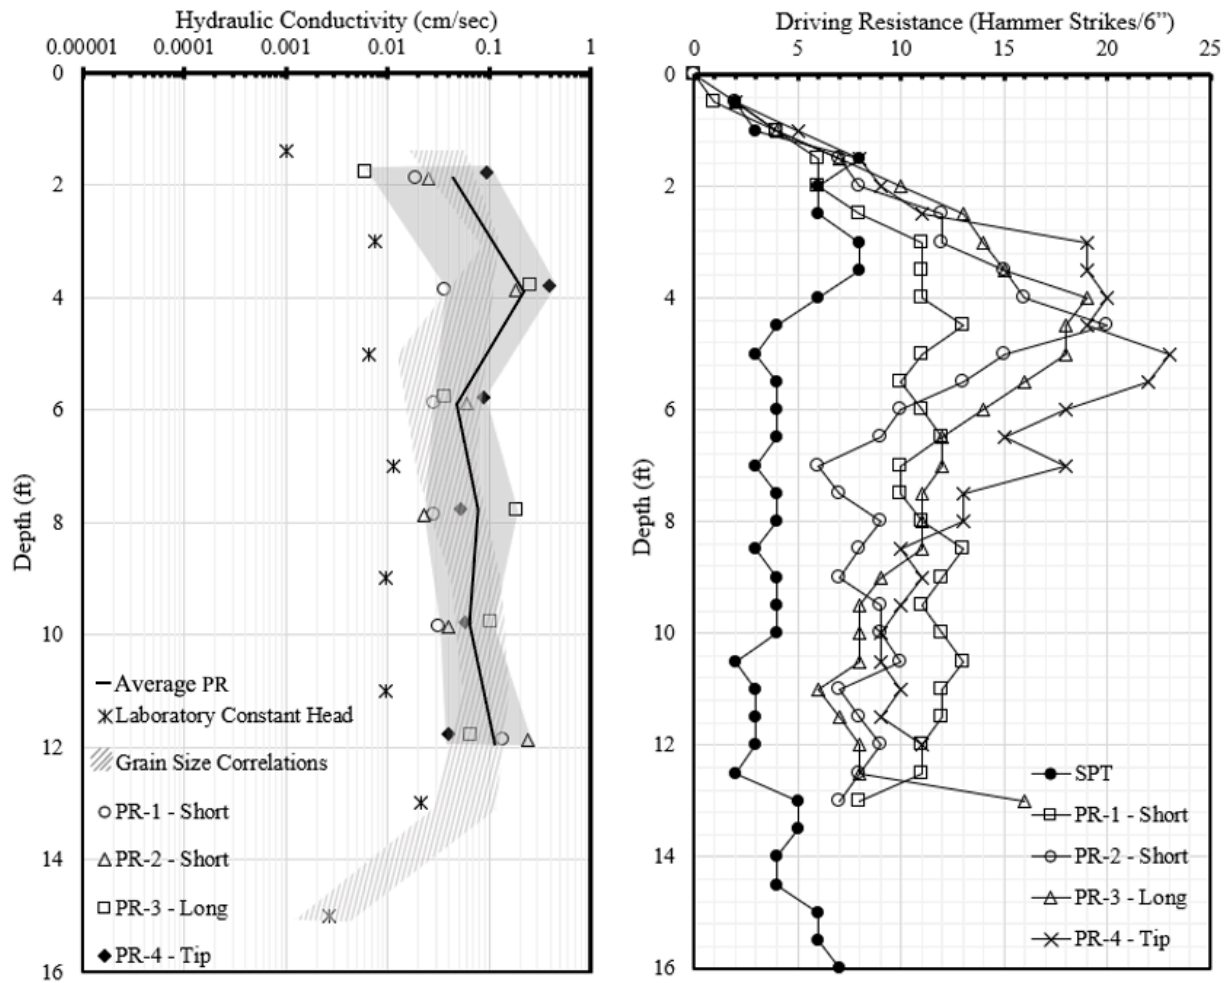 Hydraulic Conductivity (cm/sec)
0.00001 0.0001 0.001 0.01 0.1 1
0
2
4
6
8
10
12
14
16
Depth (ft)
Average PR
Laboratory Constant Head
Grain Size Correlations
PR-1 - Short
PR-2 - Short
PR-3 - Long
PR-4 - Tip
Driving Resistance (Hammer Strikes/6”)
0 5 10 15 20 25
0
2
4
6
8
10
12
14
16
Depth (ft)
SPT
PR-1 - Short
PR-2 - Short
PR-3 - Long
PR-4 - Tip